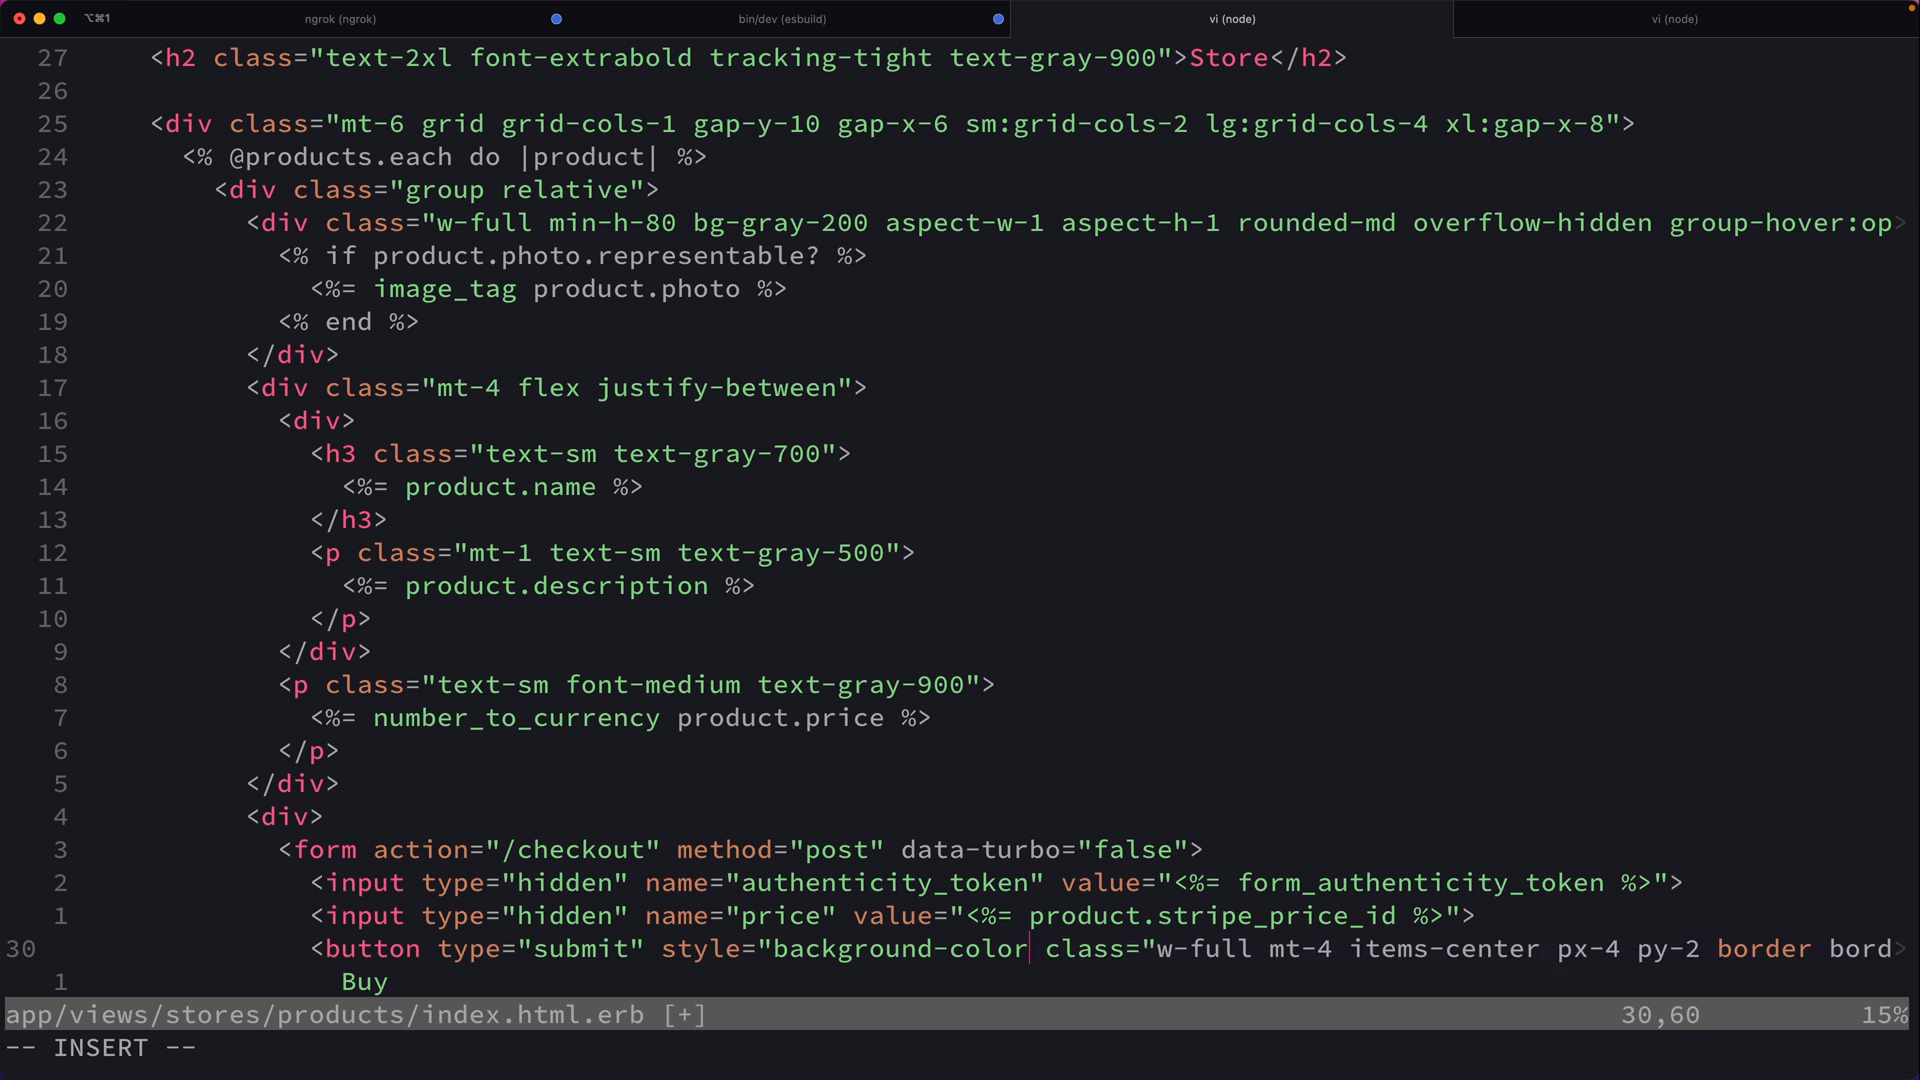 ⌥⌘1 ngrok (ngrok) bin/dev (esbuild) vi (node) vi (node)
27 <h2 class="text-2xl font-extrabold tracking-tight text-gray-900">Store</h2>
26
25 <div class="mt-6 grid grid-cols-1 gap-y-10 gap-x-6 sm:grid-cols-2 lg:grid-cols-4 xl:gap-x-8">
24 <% @products.each do |product| %>
23 <div class="group relative">
22 <div class="w-full min-h-80 bg-gray-200 aspect-w-1 aspect-h-1 rounded-md overflow-hidden group-hover:op>
21 <% if product.photo.representable? %>
20 <%= image_tag product.photo %>
19 <% end %>
18 </div>
17 <div class="mt-4 flex justify-between">
16 <div>
15 <h3 class="text-sm text-gray-700">
14 <%= product.name %>
13 </h3>
12 <p class="mt-1 text-sm text-gray-500">
11 <%= product.description %>
10 </p>
9 </div>
8 <p class="text-sm font-medium text-gray-900">
7 <%= number_to_currency product.price %>
6 </p>
5 </div>
4 <div>
3 <form action="/checkout" method="post" data-turbo="false">
2 <input type="hidden" name="authenticity_token" value="<%= form_authenticity_token %>">
1 <input type="hidden" name="price" value="<%= product.stripe_price_id %>">
30 <button type="submit" style="background-color class="w-full mt-4 items-center px-4 py-2 border bord>
1 Buy
app/views/stores/products/index.html.erb [+] 30,60 15%
-- INSERT --